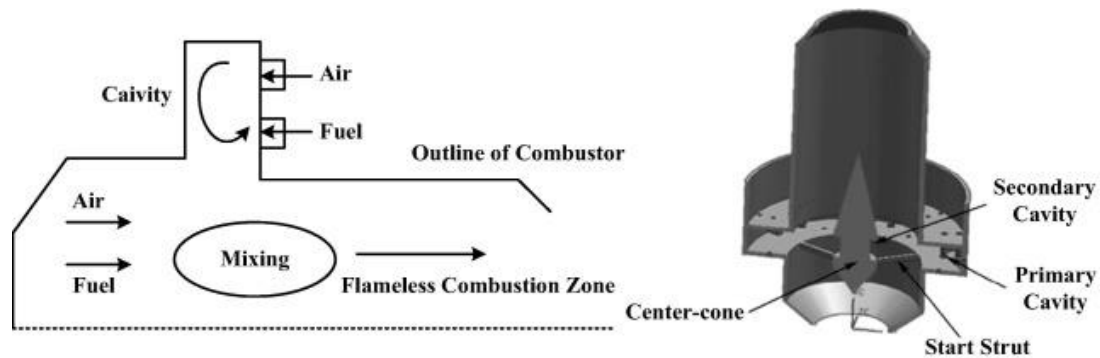 Caivity
Air
Fuel
Outline of Combustor
Air
Fuel
Mixing
Flameless Combustion Zone
Secondary
Cavity
Primary
Cavity
Center-cone
Start Strut